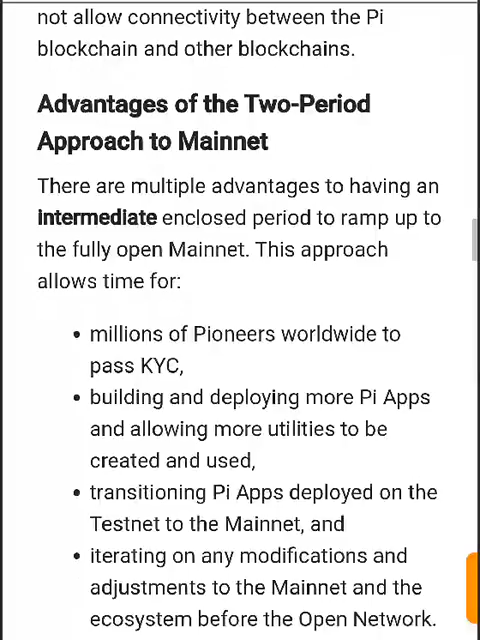 not allow connectivity between the Pi
blockchain and other blockchains.
Advantages of the Two-Period
Approach to Mainnet
There are multiple advantages to having an
intermediate enclosed period to ramp up to
the fully open Mainnet. This approach
allows time for:
• millions of Pioneers worldwide to
pass KYC,
• building and deploying more Pi Apps
and allowing more utilities to be
created and used,
• transitioning Pi Apps deployed on the
Testnet to the Mainnet, and
• iterating on any modifications and
adjustments to the Mainnet and the
ecosystem before the Open Network.